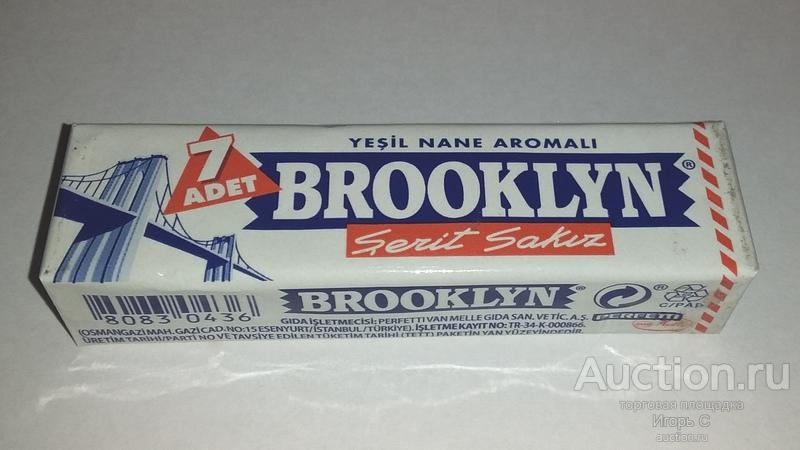 YEŞİL NANE AROMALI
7
ADET
BROOKLYN®
Şerit Sakız
8083 0436
BROOKLYN®
GIDA İŞLETMECİSİ: PERFETTI VAN MELLE GIDA SAN. VE TİC. A.Ş.
(OSMANGAZİ MAH. GAZİ CAD. NO:15 ESENYURT/İSTANBUL/TÜRKİYE). İŞLETME KAYIT NO: TR-34-K-000866.
ÜRETİM TARİHİ/PARTİ NO VE TAVSİYE EDİLEN TÜKETİM TARİHİ (TETT) PAKETİN YAN YÜZEYİNDEDİR.
PERFETTI
®
C/PAP
Auction.ru
торговая площадка
Игорь С
auction.ru